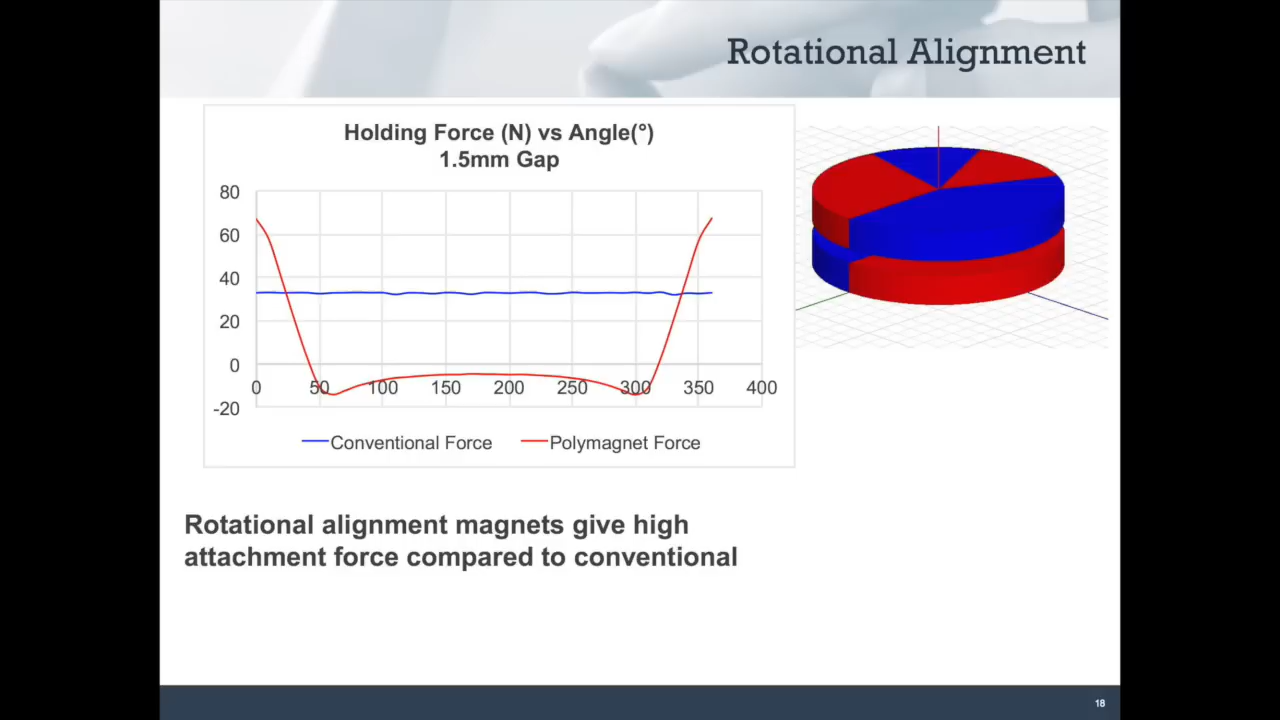 Rotational Alignment
Holding Force (N) vs Angle(°)
1.5mm Gap
80
60
40
20
0
-20
0 50 100 150 200 250 300 350 400
Conventional Force Polymagnet Force
Rotational alignment magnets give high
attachment force compared to conventional
18